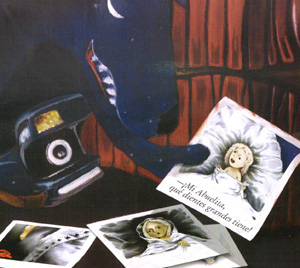 ¡Mi Abuelita,
qué dientes grandes tiene!